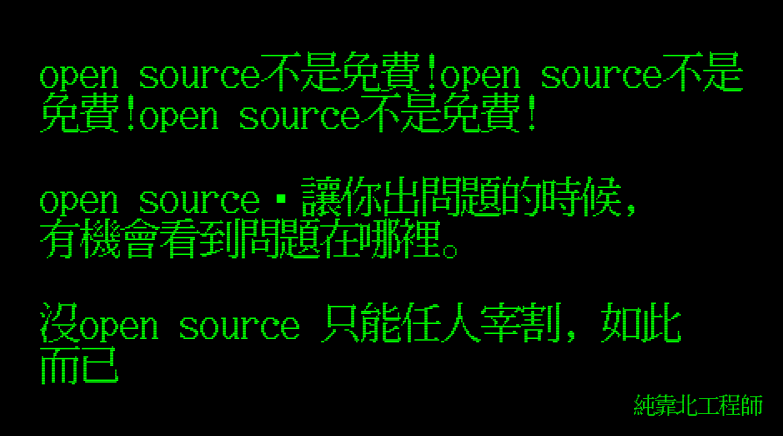 open source不是免費!open source不是
免費!open source不是免費!
open source▪讓你出問題的時候,
有機會看到問題在哪裡。
沒open source 只能任人宰割, 如此
而已
純靠北工程師